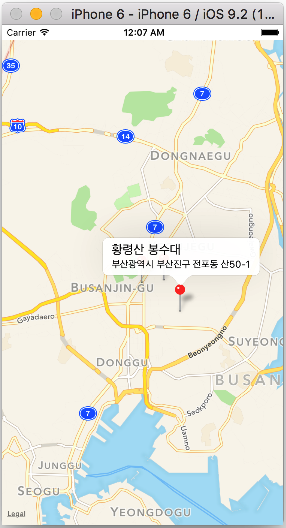 iPhone 6 - iPhone 6 / iOS 9.2 (1...
Carrier 12:07 AM
35
7
10
14
DONGNAEGU
7
황령산 봉수대
부산광역시 부산진구 전포동 산50-1
BUSANJIN-GU
Gayadaero
Beonyeongno
SUYEONG
DONGGU
BUSAN
Seokporo
7
Uamno
JUNGGU
SEOGU
Legal
YEONGDOGU